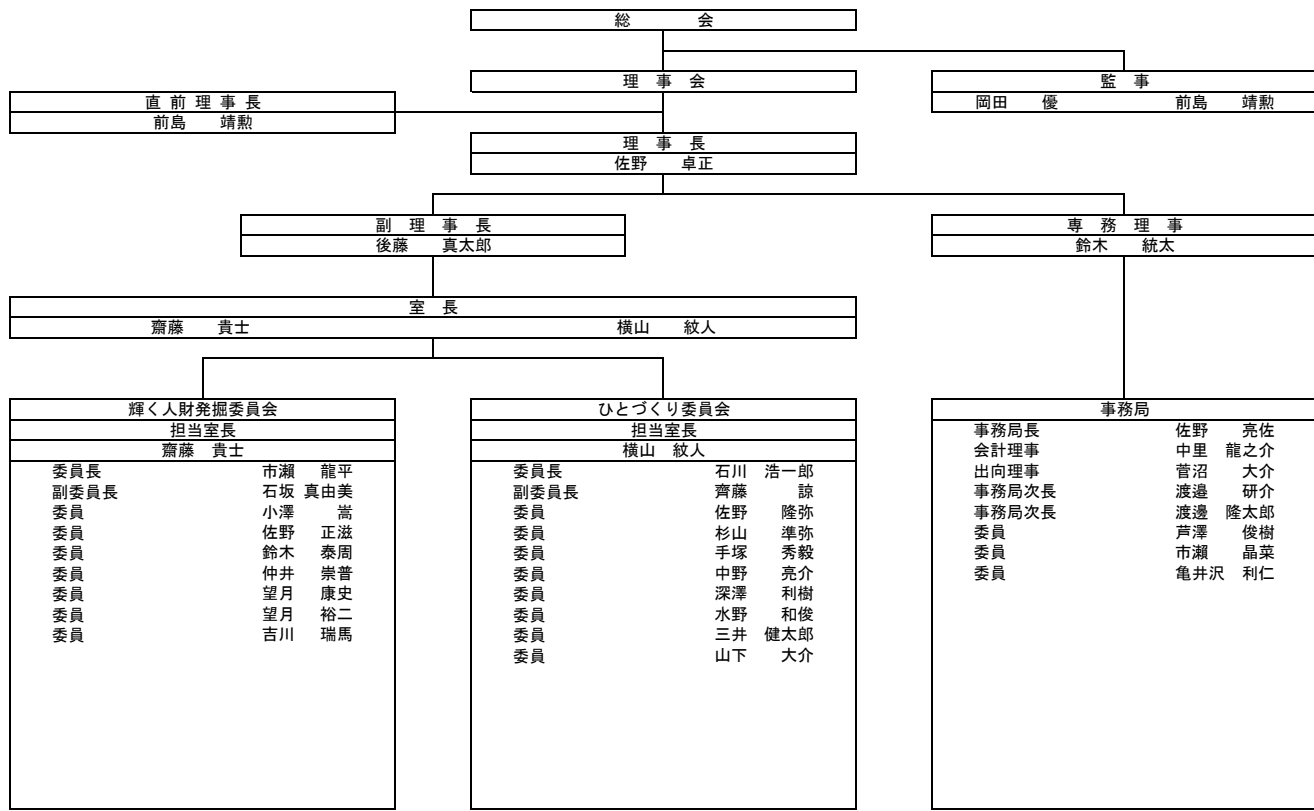 総 会
理 事 会
監 事
岡田 優 前島 靖勲
直 前 理 事 長
前島 靖勲
理 事 長
佐野 卓正
副 理 事 長
後藤 真太郎
専 務 理 事
鈴木 統太
室 長
齋藤 貴士 横山 紋人
輝く人財発掘委員会
担当室長
齋藤 貴士
委員長 市瀬 龍平
副委員長 石坂 真由美
委員 小澤 嵩
委員 佐野 正滋
委員 鈴木 泰周
委員 仲井 崇普
委員 望月 康史
委員 望月 裕二
委員 吉川 瑞馬
ひとづくり委員会
担当室長
横山 紋人
委員長 石川 浩一郎
副委員長 齊藤 諒
委員 佐野 隆弥
委員 杉山 準弥
委員 手塚 秀毅
委員 中野 亮介
委員 深澤 利樹
委員 水野 和俊
委員 三井 健太郎
委員 山下 大介
事務局
事務局長 佐野 亮佐
会計理事 中里 龍之介
出向理事 菅沼 大介
事務局次長 渡邉 研介
事務局次長 渡邊 隆太郎
委員 芦澤 俊樹
委員 市瀬 晶菜
委員 亀井沢 利仁